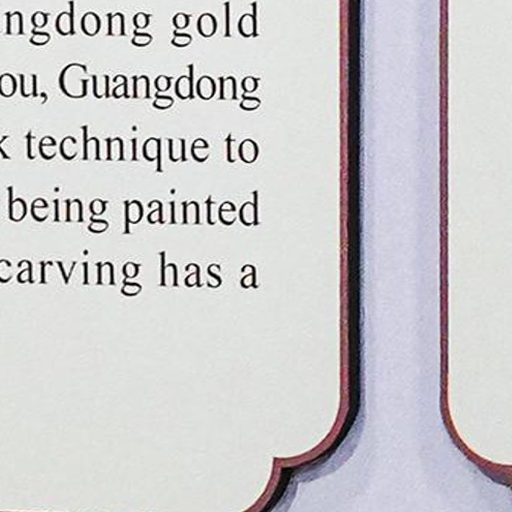 ngdong gold
ou, Guangdong
k technique to
being painted
carving has a